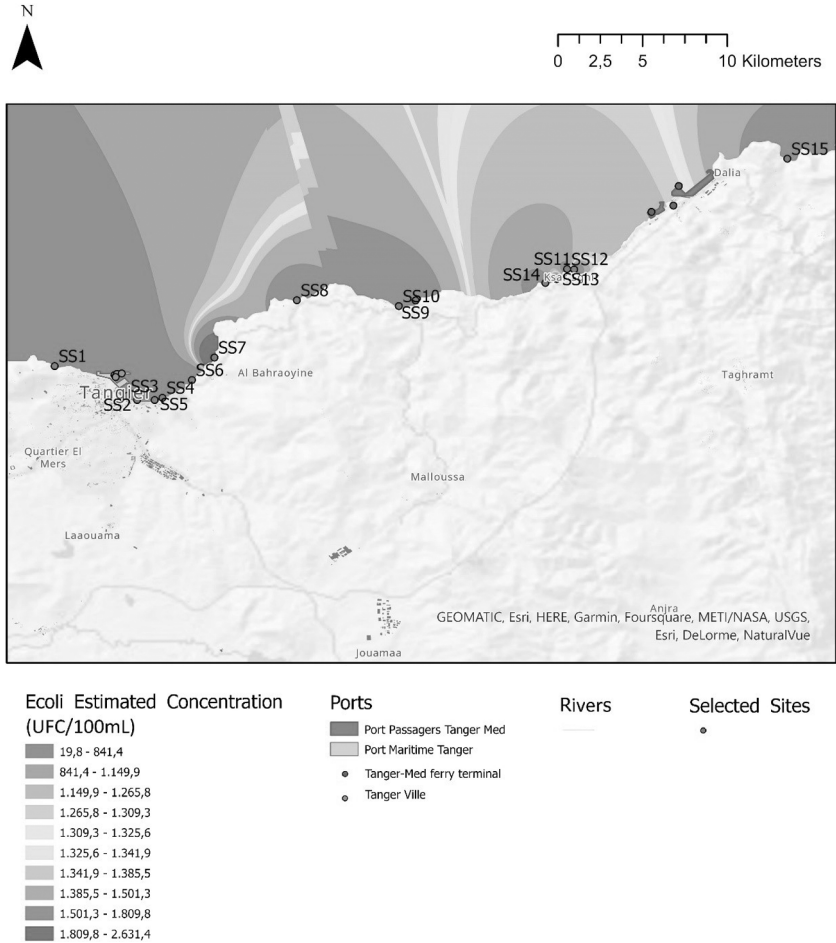 N
0 2,5 5 10 Kilometers
SS15
Dalia
SS11 SS12
SS14 Ksa
SS13
SS8
SS10
SS9
SS7
SS1
SS6
Al Bahraoyine
Taghramt
SS3 SS4
Tangier
SS2 SS5
Quartier El
Mers
Malloussa
Laaouama
Anjra
GEOMATIC, Esri, HERE, Garmin, Foursquare, METI/NASA, USGS,
Esri, DeLorme, NaturalVue
Jouamaa
Ecoli Estimated Concentration
(UFC/100mL)
19,8 - 841,4
841,4 - 1.149,9
1.149,9 - 1.265,8
1.265,8 - 1.309,3
1.309,3 - 1.325,6
1.325,6 - 1.341,9
1.341,9 - 1.385,5
1.385,5 - 1.501,3
1.501,3 - 1.809,8
1.809,8 - 2.631,4
Ports
Port Passagers Tanger Med
Port Maritime Tanger
Tanger-Med ferry terminal
Tanger Ville
Rivers
Selected Sites